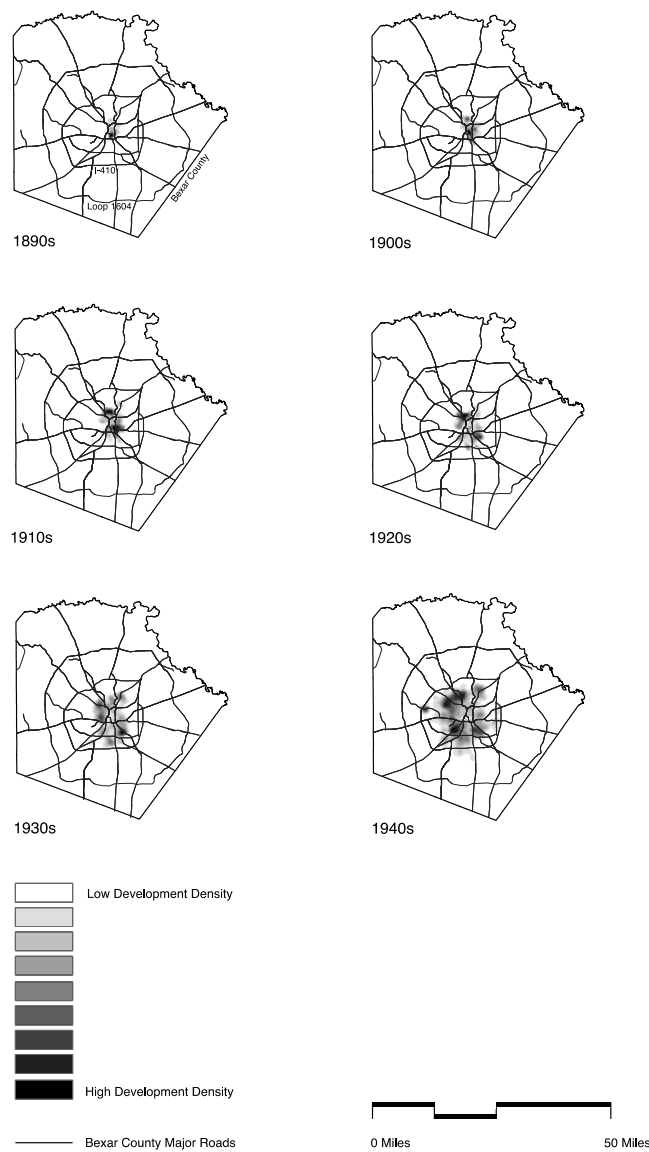 I-410
Loop 1604
Bexar County
1890s
1900s
1910s
1920s
1930s
1940s
Low Development Density
High Development Density
Bexar County Major Roads
0 Miles
50 Miles